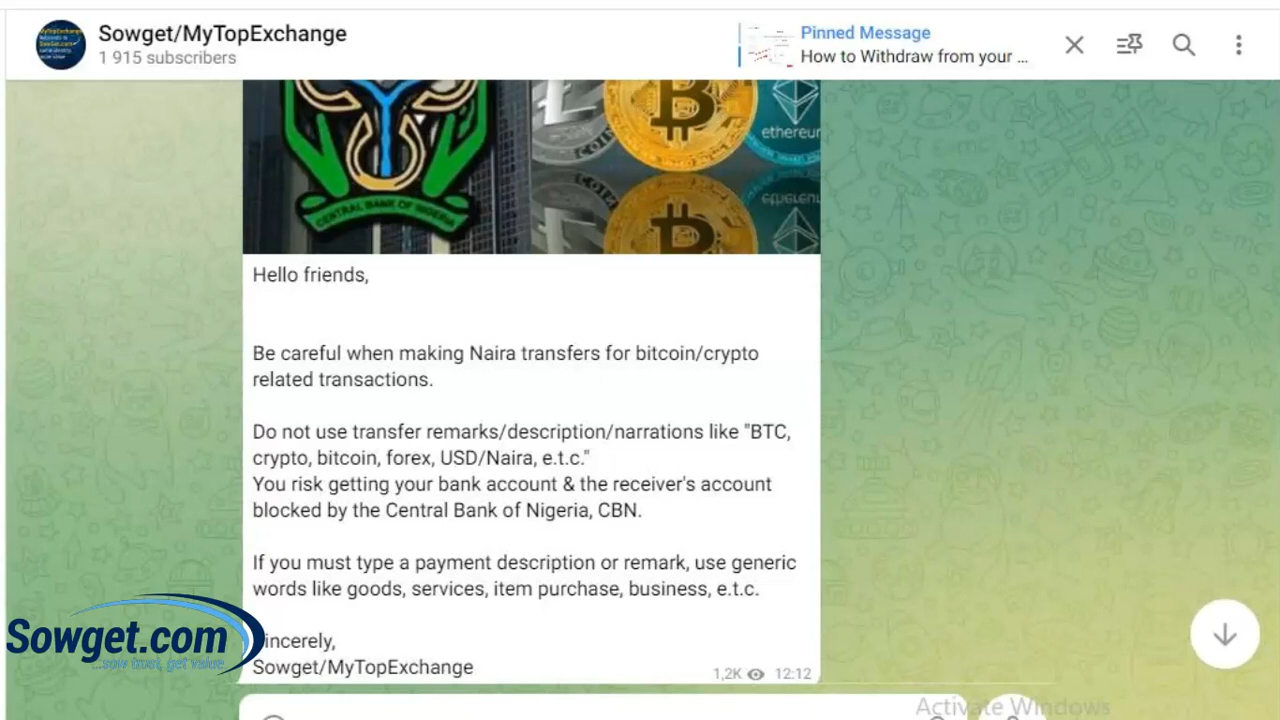 Sowget/MyTopExchange
1 915 subscribers
Pinned Message
How to Withdraw from your ...
CENTRAL BANK OF NIGERIA
ethereum
Hello friends,
Be careful when making Naira transfers for bitcoin/crypto
related transactions.
Do not use transfer remarks/description/narrations like "BTC,
crypto, bitcoin, forex, USD/Naira, e.t.c."
You risk getting your bank account & the receiver's account
blocked by the Central Bank of Nigeria, CBN.
If you must type a payment description or remark, use generic
words like goods, services, item purchase, business, e.t.c.
incerely,
Sowget/MyTopExchange
1,2K 12:12
Sowget.com
...sow trust, get value
Activate Windows